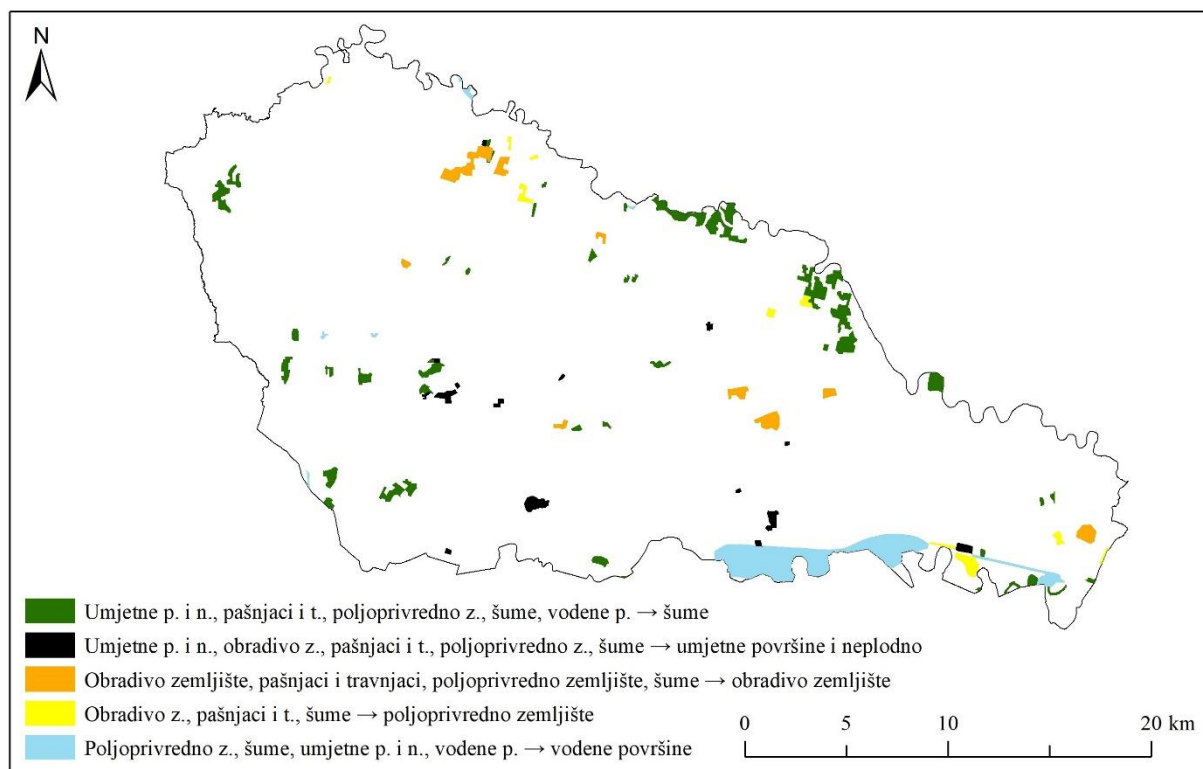 N
Umjetne p. i n., pašnjaci i t., poljoprivredno z., šume, vodene p. → šume
Umjetne p. i n., obradivo z., pašnjaci i t., poljoprivredno z., šume → umjetne površine i neplodno
Obradivo zemljište, pašnjaci i travnjaci, poljoprivredno zemljište, šume → obradivo zemljište
Obradivo z., pašnjaci i t., šume → poljoprivredno zemljište
Poljoprivredno z., šume, umjetne p. i n., vodene p. → vodene površine
0 5 10 20 km